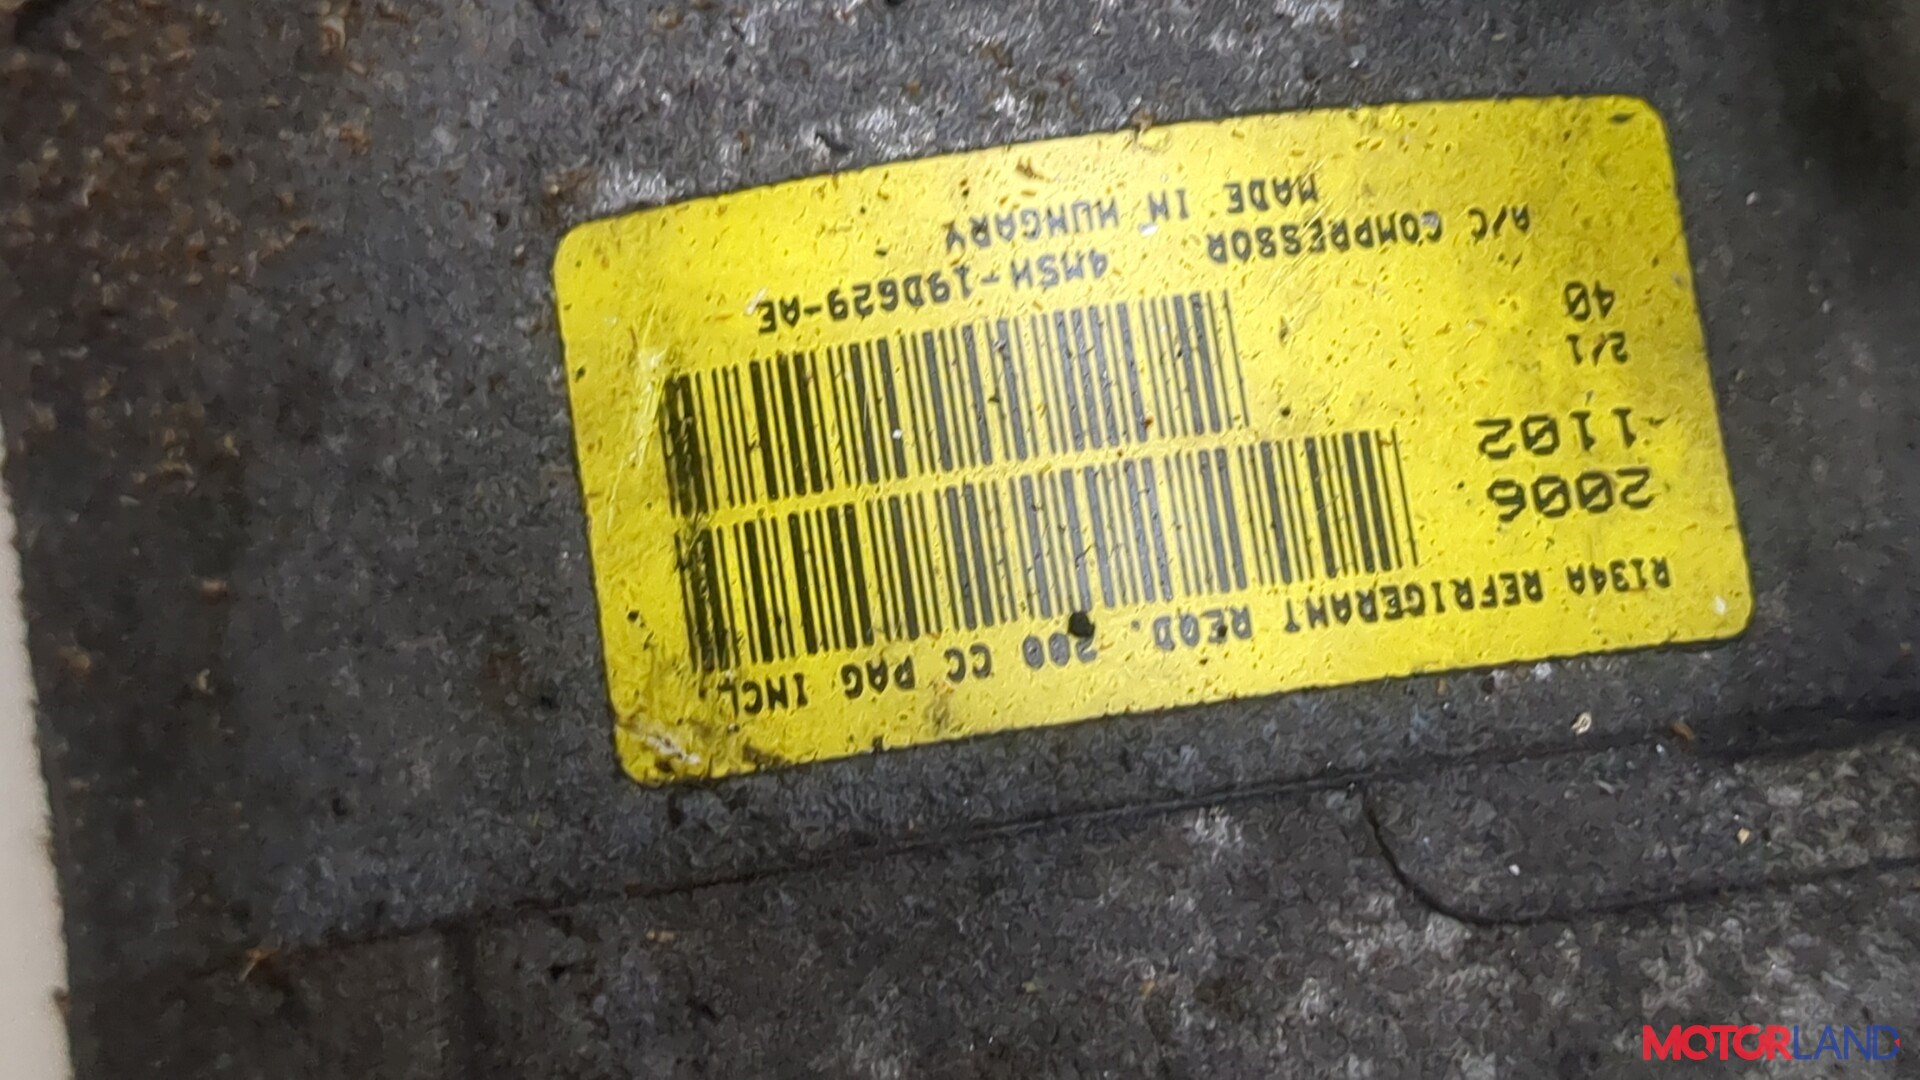 R134A REFRIGERANT REQD. 200 CC PAG INCL.
2006
-1102
2/1
40
4M5H-19D629-AE
A/C COMPRESSOR
MADE IN HUNGARY
MOTORLAND